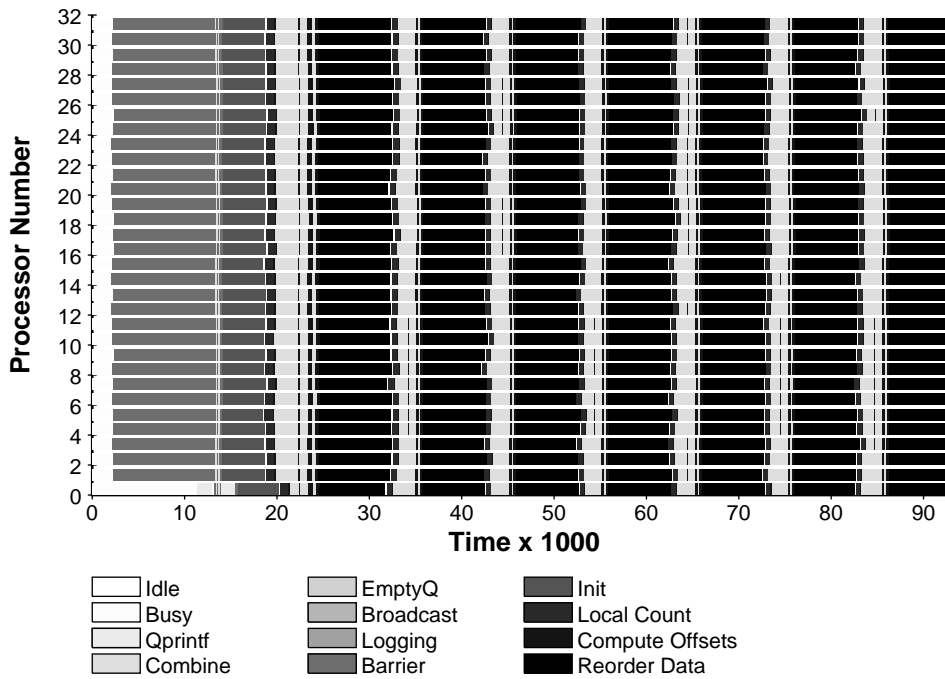 32
30
28
26
24
22
20
18
16
14
12
10
8
6
4
2
0
Processor Number
0 10 20 30 40 50 60 70 80 90
Time x 1000
Idle EmptyQ Init
Busy Broadcast Local Count
Qprintf Logging Compute Offsets
Combine Barrier Reorder Data